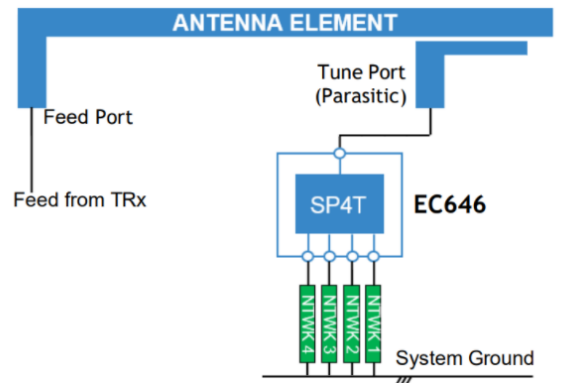 ANTENNA ELEMENT
Tune Port
(Parasitic)
Feed Port
Feed from TRx
SP4T
EC646
NTWK 4
NTWK 3
NTWK 2
NTWK 1
System Ground